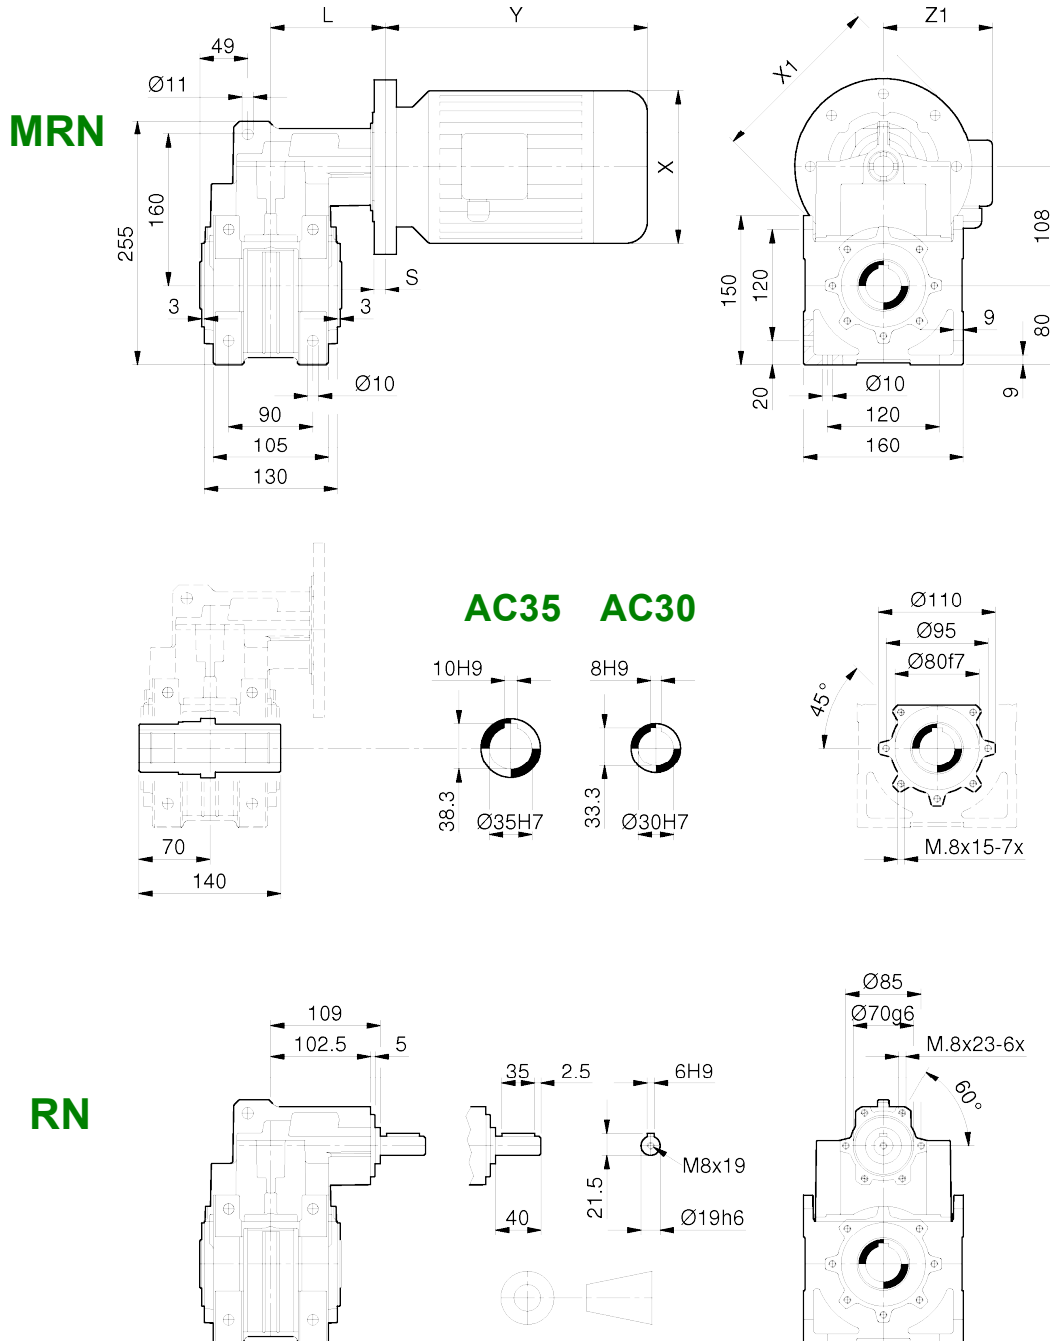 L
Y
Z1
49
X1
Ø11
MRN
160
X
255
108
150
120
S
3
3
9
80
Ø10
20
Ø10
9
90
120
105
160
130
AC35
AC30
Ø110
Ø95
10H9
8H9
Ø80f7
45°
38.3
33.3
Ø35H7
Ø30H7
70
M.8x15-7x
140
Ø85
109
Ø70g6
102.5
5
M.8x23-6x
35
2.5
6H9
60°
RN
M8x19
21.5
40
Ø19h6